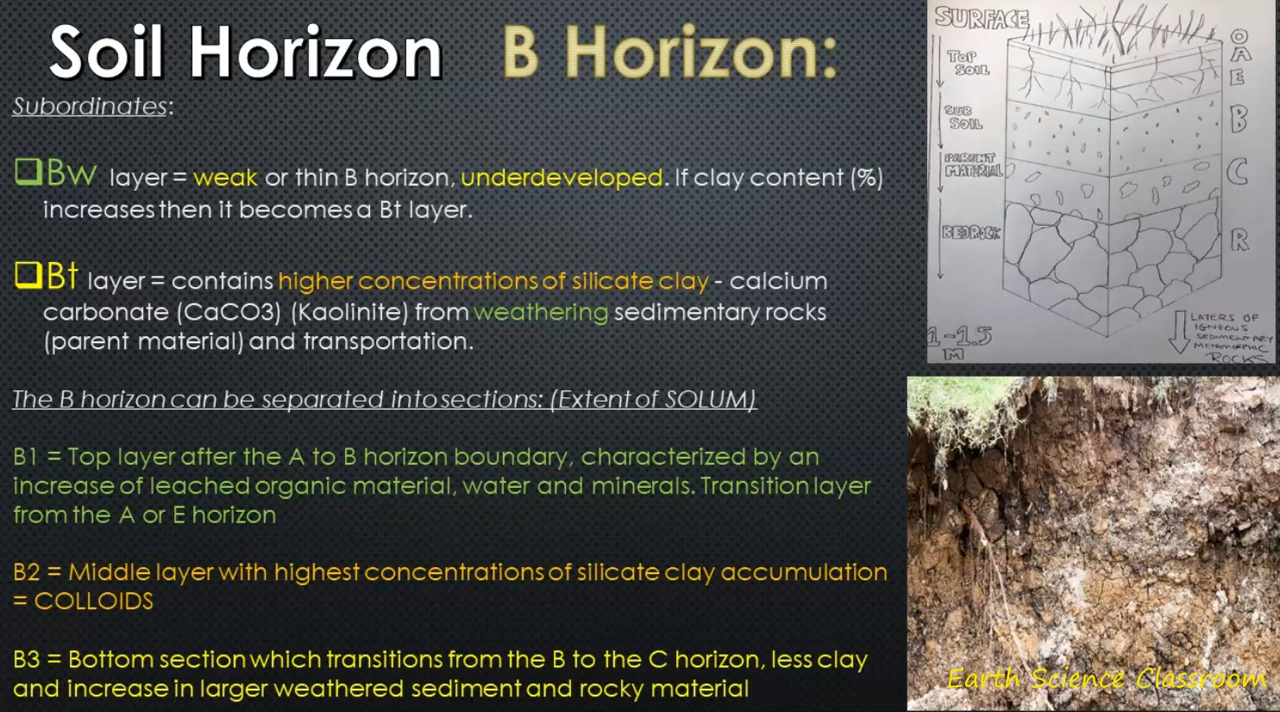 Soil Horizon B Horizon:
Subordinates:
Bw layer = weak or thin B horizon, underdeveloped. If clay content (%)
increases then it becomes a Bt layer.
Bt layer = contains higher concentrations of silicate clay - calcium
carbonate (CaCO3) (Kaolinite) from weathering sedimentary rocks
(parent material) and transportation.
The B horizon can be separated into sections: (Extent of SOLUM)
B1 = Top layer after the A to B horizon boundary, characterized by an
increase of leached organic material, water and minerals. Transition layer
from the A or E horizon
B2 = Middle layer with highest concentrations of silicate clay accumulation
= COLLOIDS
B3 = Bottom section which transitions from the B to the C horizon, less clay
and increase in larger weathered sediment and rocky material
SURFACE
TOP
SOIL
SUB
SOIL
PARENT
MATERIAL
BEDROCK
1-1.5
M
O
A
E
B
C
R
LAYERS OF
IGNEOUS
SEDIMENTARY
METAMORPHIC
ROCKS
Earth Science Classroom